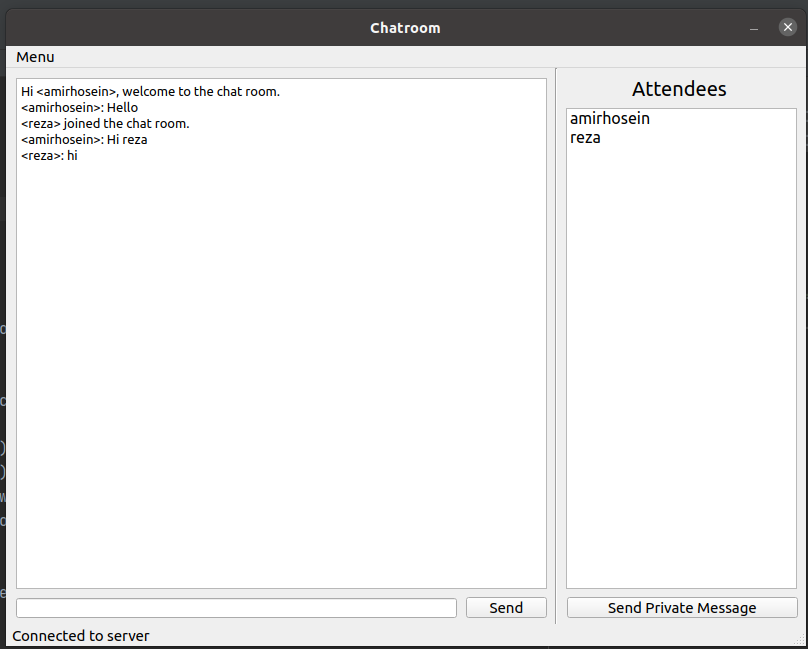 Chatroom
Menu
Hi <amirhosein>, welcome to the chat room.
<amirhosein>: Hello
<reza> joined the chat room.
<amirhosein>: Hi reza
<reza>: hi
Attendees
amirhosein
reza
Send
Send Private Message
Connected to server